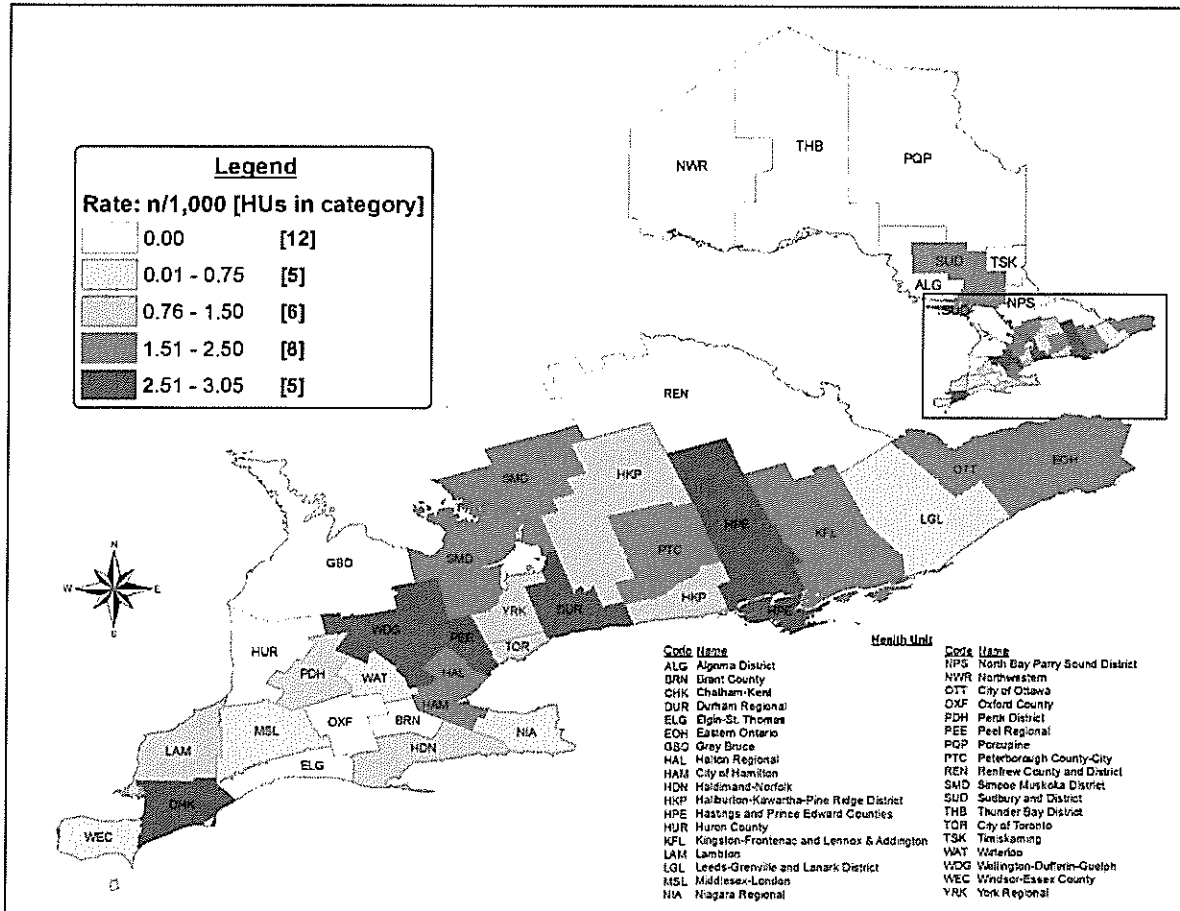 NWR
THB
PQP
SUD
TSK
ALG
SUD
NPS
Legend
Rate: n/1,000 [HUs in category]
0.00 [12]
0.01 - 0.75 [5]
0.76 - 1.50 [6]
1.51 - 2.50 [8]
2.51 - 3.05 [5]
REN
SMD
HKP
OTT
EOH
HPE
KFL
LGL
N
W E
S
GBD
SMD
PTC
YRK
DUR
HKP
HPE
WDG
PEE
TOR
HUR
PDH
WAT
HAL
HAM
LAM
MSL
OXF
BRN
HDN
NIA
ELG
CHK
WEC
Health Unit
Code Name
ALG Algoma District
BRN Brant County
CHK Chatham-Kent
DUR Durham Regional
ELG Elgin-St. Thomas
EOH Eastern Ontario
GBD Grey Bruce
HAL Halton Regional
HAM City of Hamilton
HDN Haldimand-Norfolk
HKP Haliburton-Kawartha-Pine Ridge District
HPE Hastings and Prince Edward Counties
HUR Huron County
KFL Kingston-Frontenac and Lennox & Addington
LAM Lambton
LGL Leeds-Grenville and Lanark District
MSL Middlesex-London
NIA Niagara Regional
Code Name
NPS North Bay Parry Sound District
NWR Northwestern
OTT City of Ottawa
OXF Oxford County
PDH Perth District
PEE Peel Regional
PQP Porcupine
PTC Peterborough County-City
REN Renfrew County and District
SMD Simcoe Muskoka District
SUD Sudbury and District
THB Thunder Bay District
TOR City of Toronto
TSK Timiskaming
WAT Waterloo
WDG Wellington-Dufferin-Guelph
WEC Windsor-Essex County
YRK York Regional